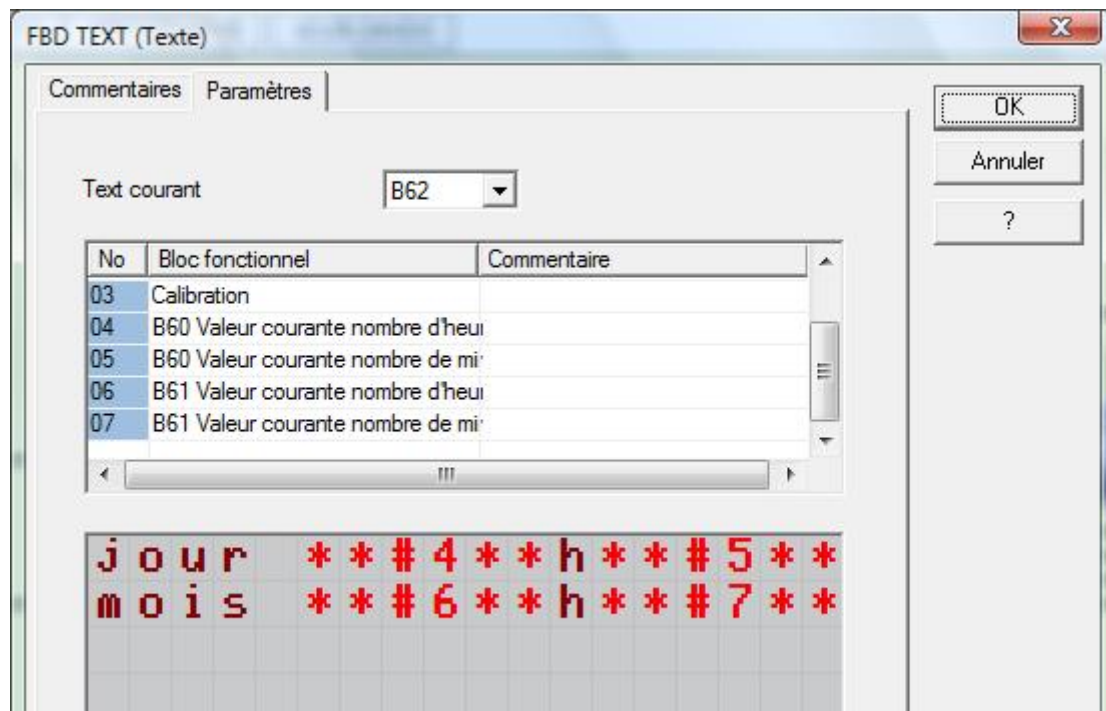 FBD TEXT (Texte)
Commentaires Paramètres
OK
Annuler
?
Text courant B62
No Bloc fonctionnel Commentaire
03 Calibration
04 B60 Valeur courante nombre d'heu
05 B60 Valeur courante nombre de mi
06 B61 Valeur courante nombre d'heu
07 B61 Valeur courante nombre de mi
jour **#4**h**#5**
mois **#6**h**#7**